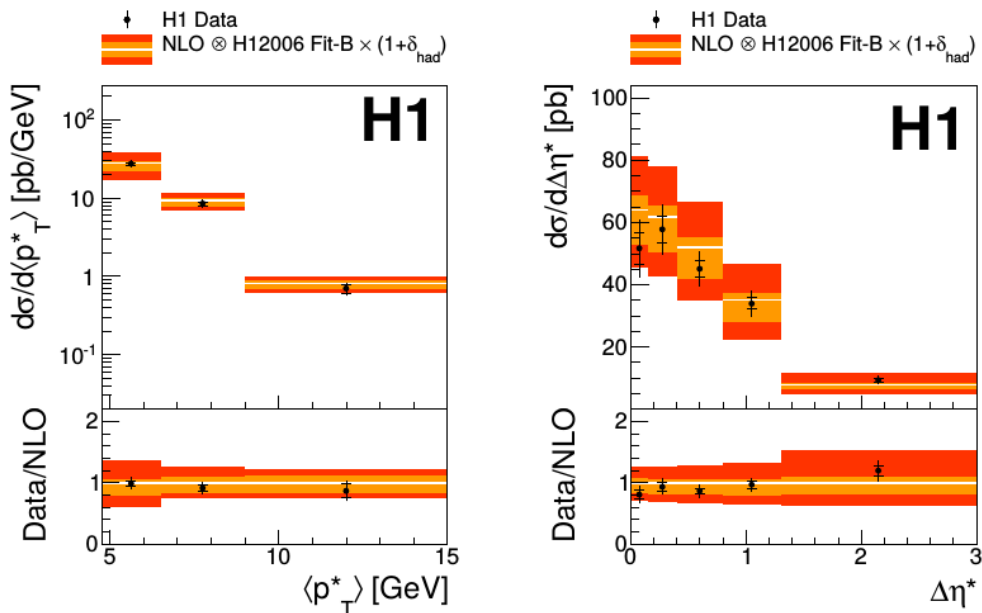 H1 Data
NLO ⊗ H12006 Fit-B × (1+δhad)
H1
dσ/d⟨p*T⟩ [pb/GeV]
10²
10
1
10⁻¹
Data/NLO
2
1
0
5 10 15
⟨p*T⟩ [GeV]
H1 Data
NLO ⊗ H12006 Fit-B × (1+δhad)
H1
dσ/dΔη* [pb]
100
80
60
40
20
Data/NLO
2
1
0
0 1 2 3
Δη*